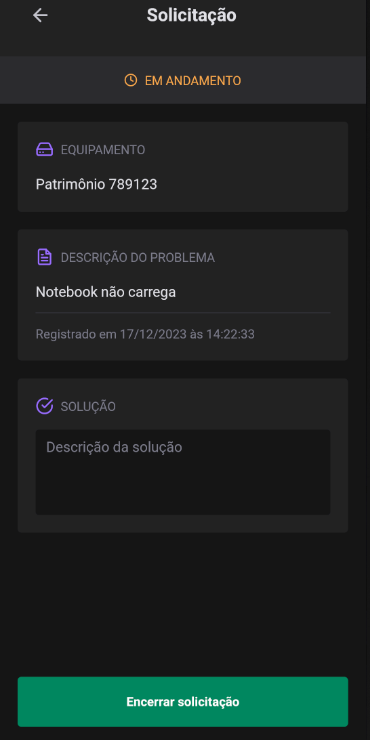 Solicitação
EM ANDAMENTO
EQUIPAMENTO
Patrimônio 789123
DESCRIÇÃO DO PROBLEMA
Notebook não carrega
Registrado em 17/12/2023 às 14:22:33
SOLUÇÃO
Descrição da solução
Encerrar solicitação